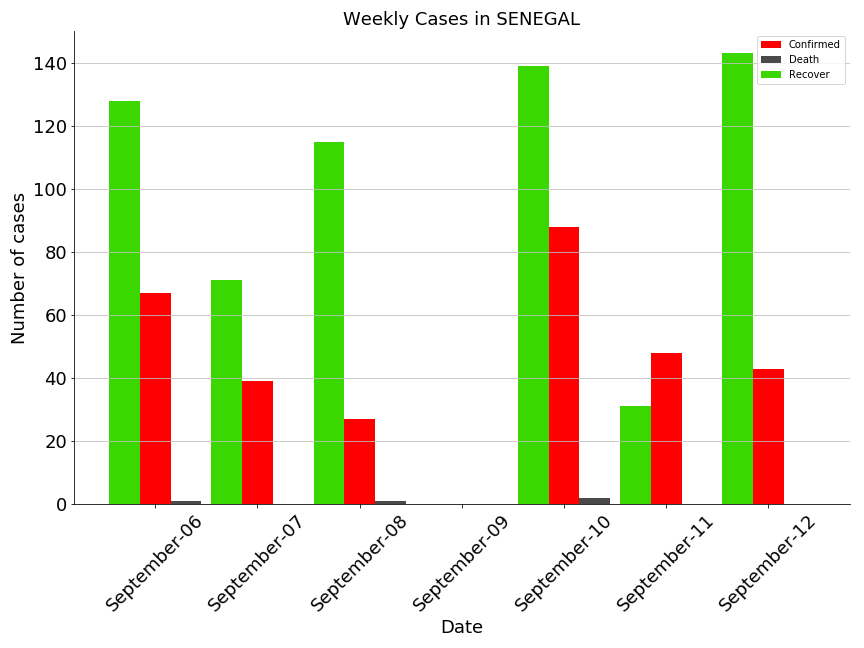 Weekly Cases in SENEGAL
Confirmed
Death
Recover
Number of cases
140
120
100
80
60
40
20
0
September-06
September-07
September-08
September-09
September-10
September-11
September-12
Date